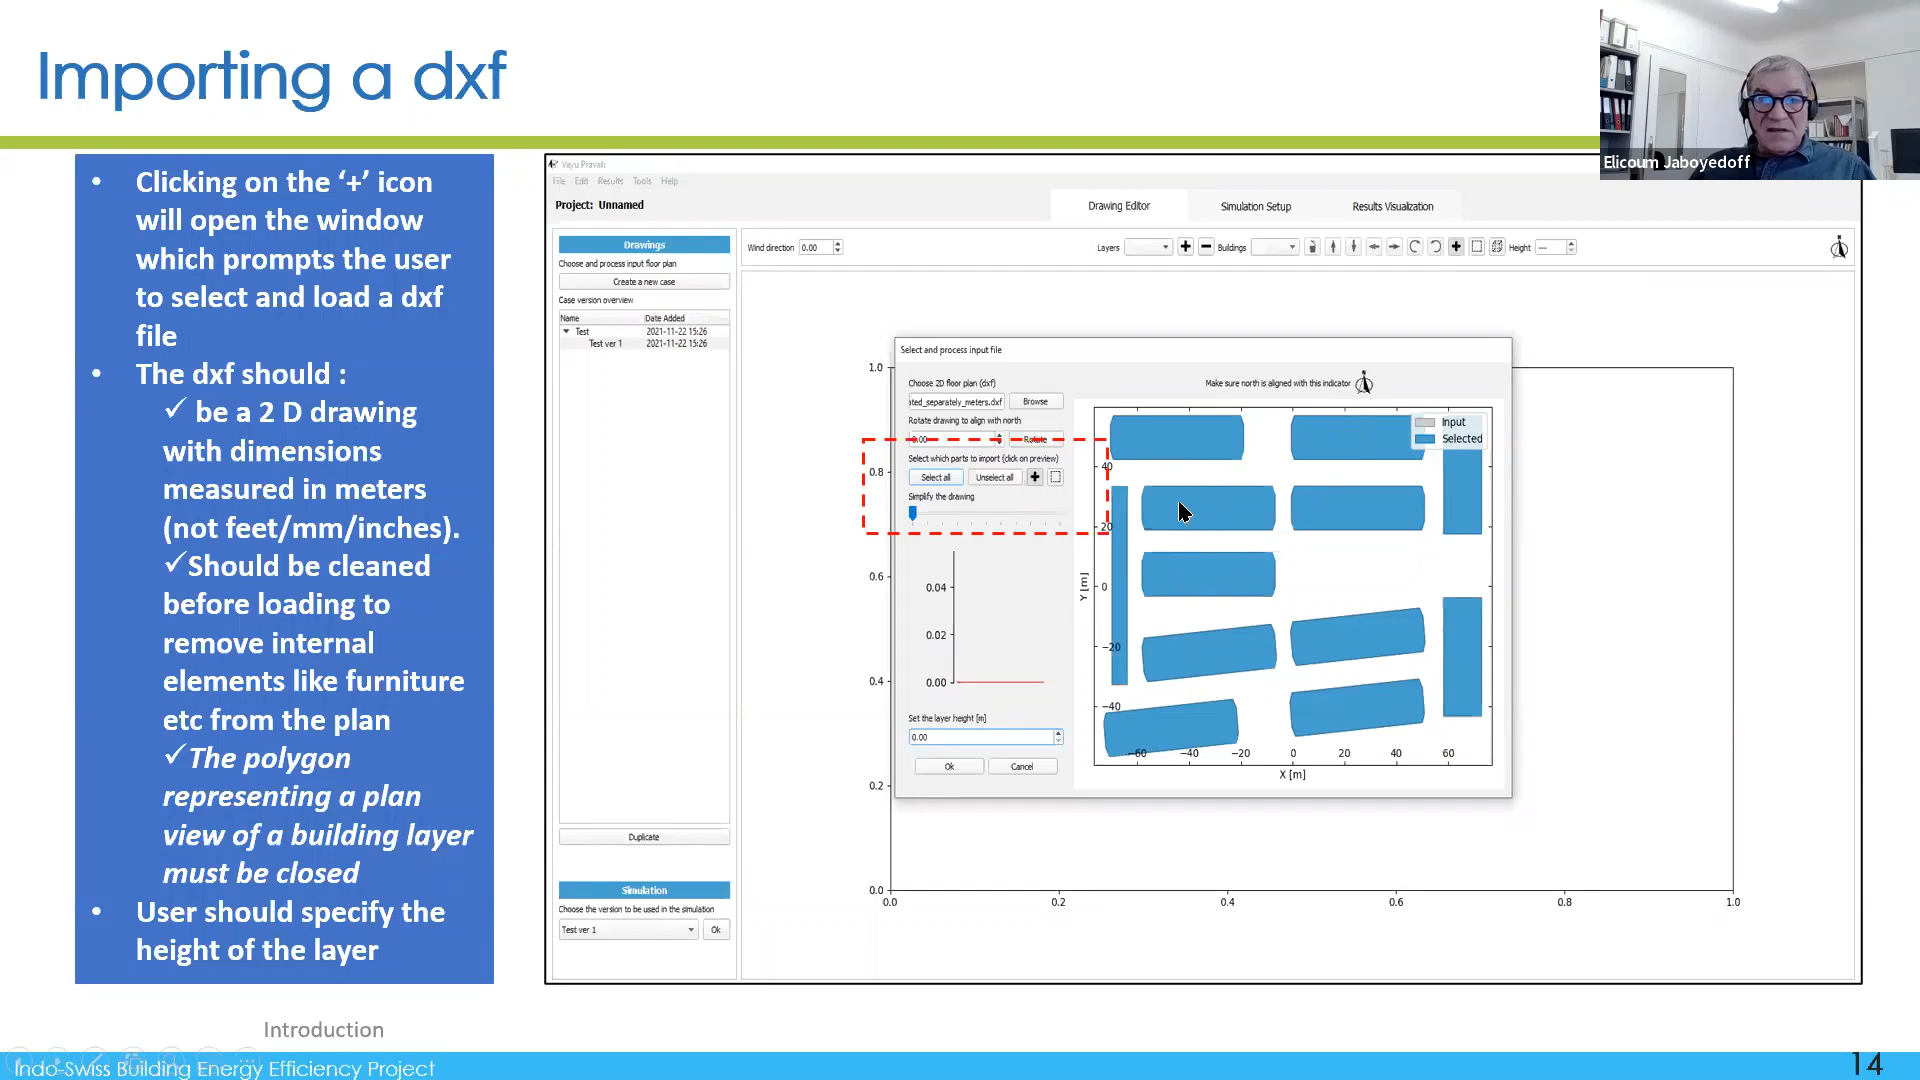 Importing a dxf
Elicoum Jaboyedoff
• Clicking on the ‘+’ icon
will open the window
which prompts the user
to select and load a dxf
file
• The dxf should :
✓ be a 2 D drawing
with dimensions
measured in meters
(not feet/mm/inches).
✓Should be cleaned
before loading to
remove internal
elements like furniture
etc from the plan
✓The polygon
representing a plan
view of a building layer
must be closed
• User should specify the
height of the layer
Vayu Pravah
File Edit Results Tools Help
Project: Unnamed
Drawing Editor Simulation Setup Results Visualization
Drawings
Choose and process input floor plan
Create a new case
Case version overview
Name Date Added
Test 2021-11-22 15:26
Test ver 1 2021-11-22 15:26
Duplicate
Simulation
Choose the version to be used in the simulation
Test ver 1 Ok
Wind direction 0.00 Layers Buildings Height ---
1.0
0.8
0.6
0.4
0.2
0.0
0.0 0.2 0.4 0.6 0.8 1.0
Select and process input file
Choose 2D floor plan (dxf)
ated_separately_meters.dxf Browse
Rotate drawing to align with north
0.00 Rotate
Select which parts to import (click on preview)
Select all Unselect all
Simplify the drawing
0.04
0.02
0.00
Set the layer height [m]
0.00
Ok Cancel
Make sure north is aligned with this indicator
Input
Selected
40
20
0
−20
−40
Y [m]
−60 −40 −20 0 20 40 60
X [m]
Introduction
Indo-Swiss Building Energy Efficiency Project
14